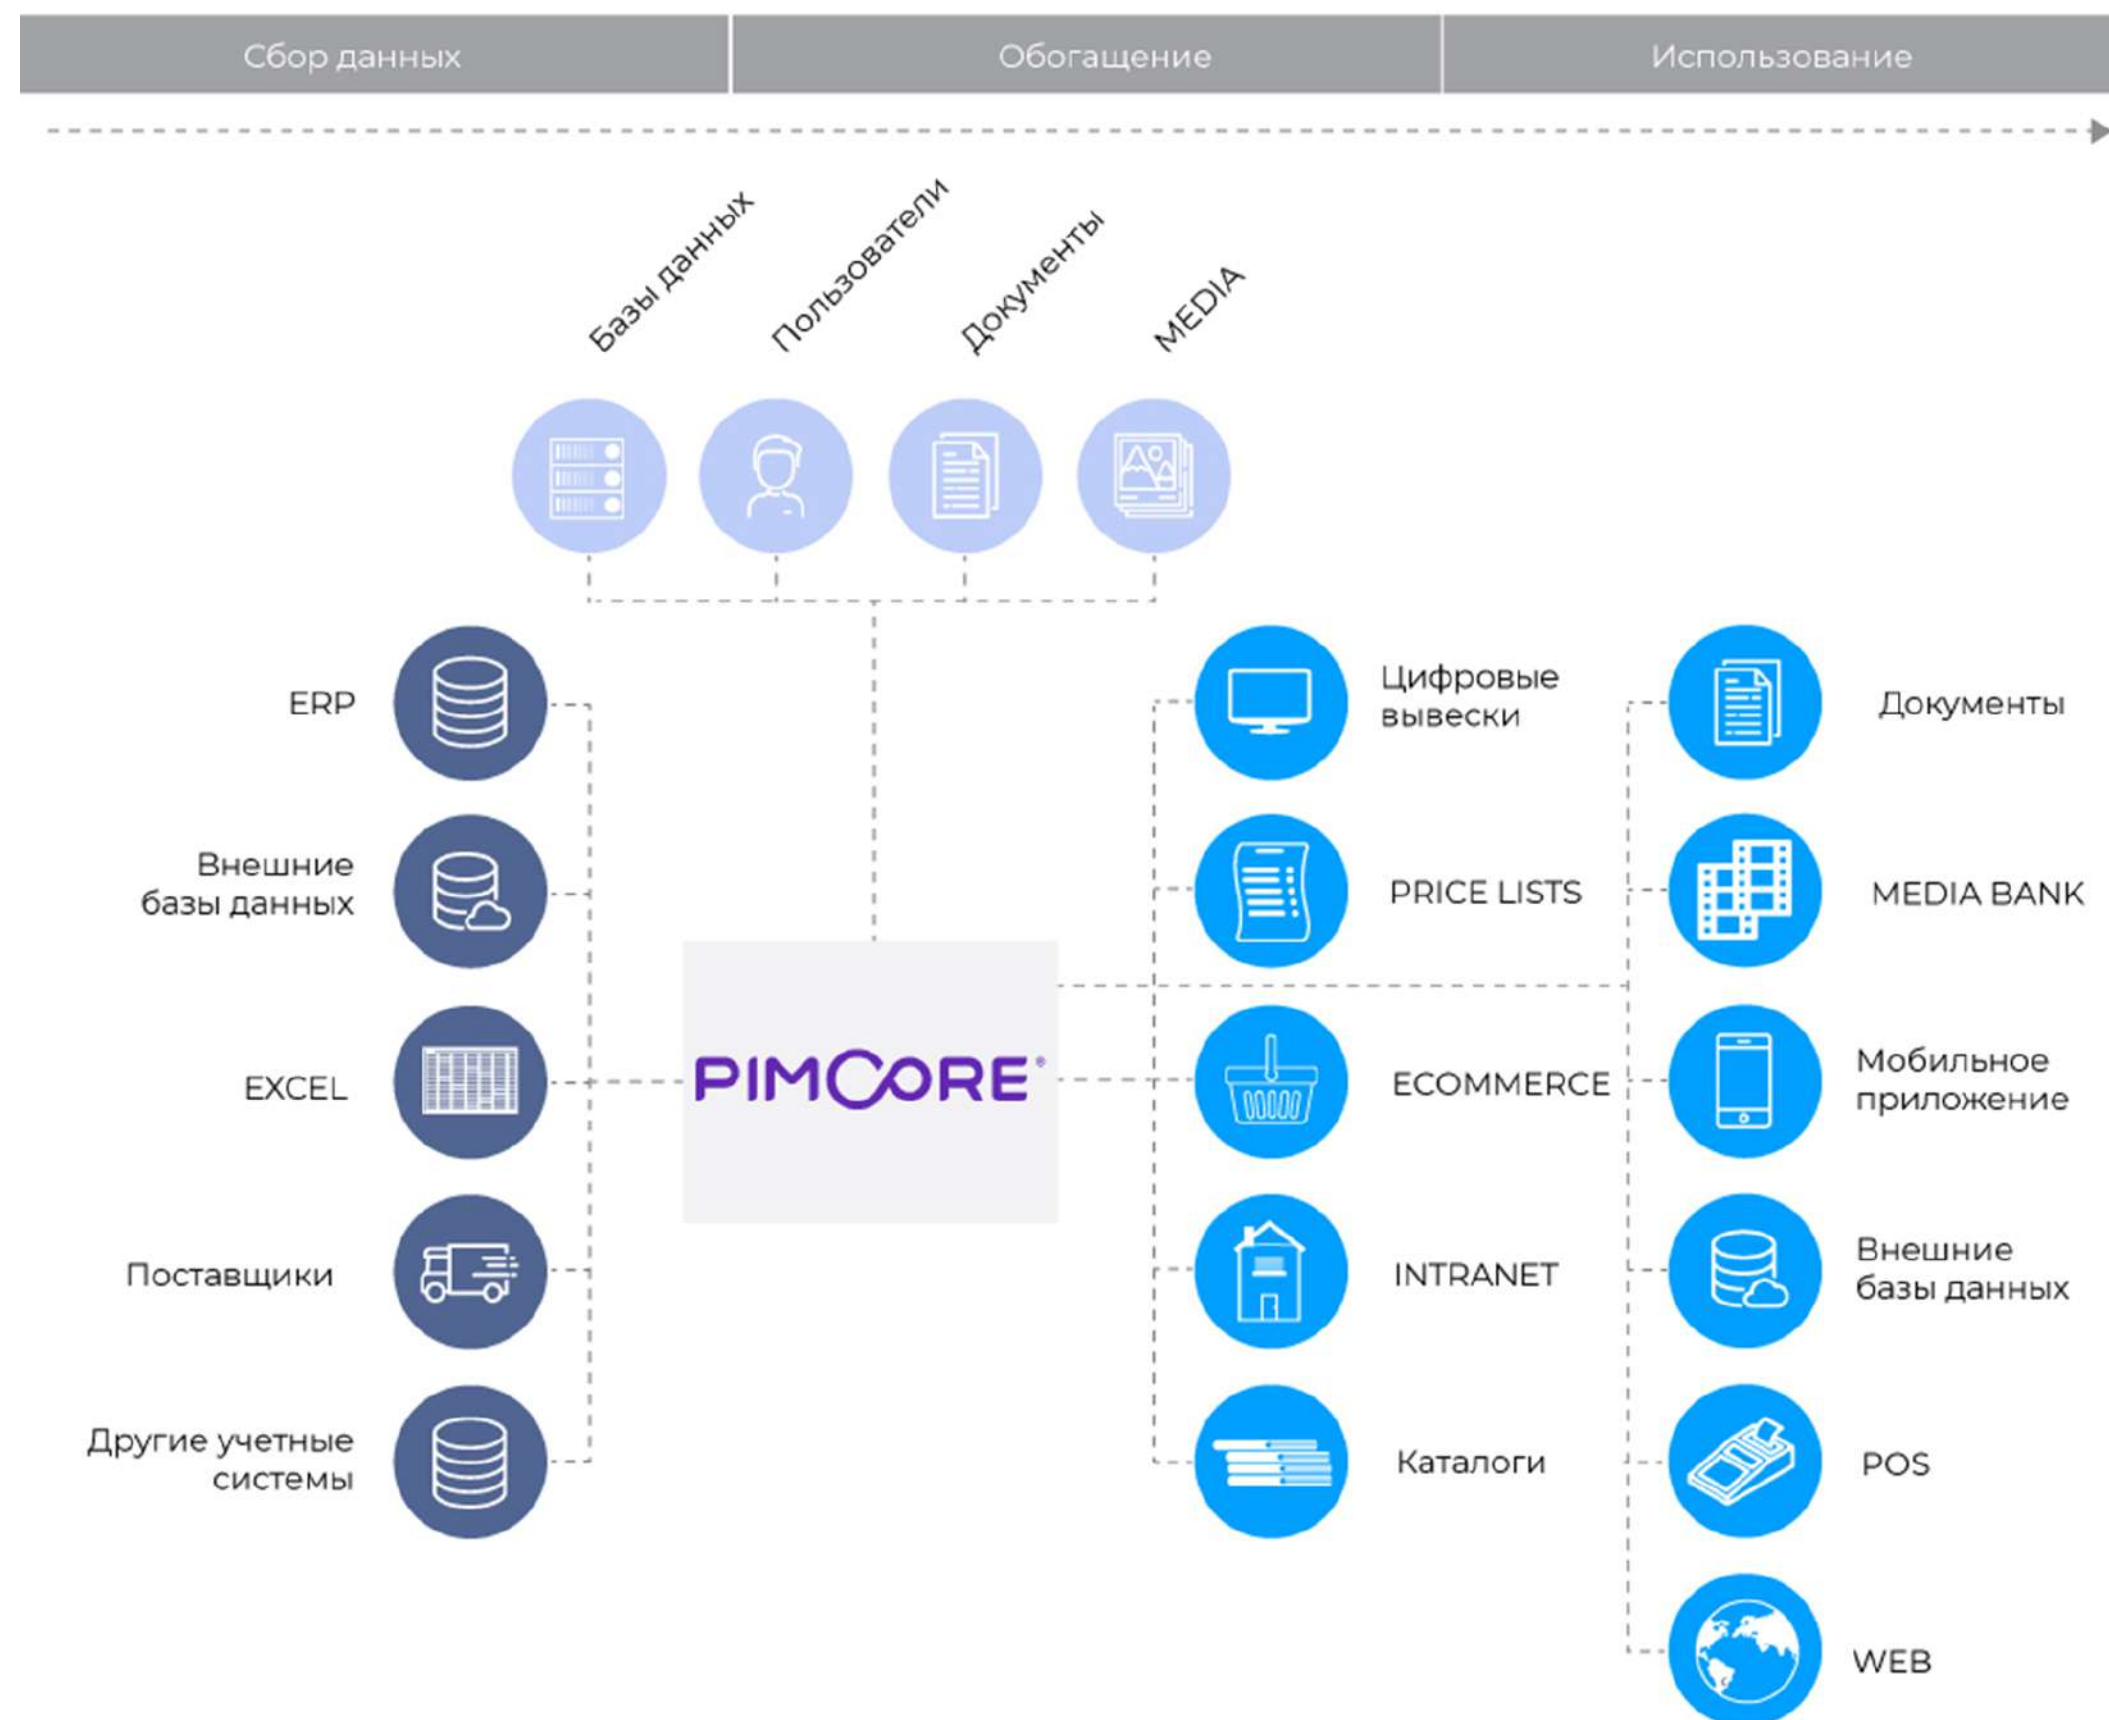 Сбор данных
Обогащение
Использование
Базы данных
Пользователи
Документы
MEDIA
ERP
Внешние
базы данных
EXCEL
Поставщики
Другие учетные
системы
PIMCORE®
Цифровые
вывески
PRICE LISTS
ECOMMERCE
INTRANET
Каталоги
Документы
MEDIA BANK
Мобильное
приложение
Внешние
базы данных
POS
WEB